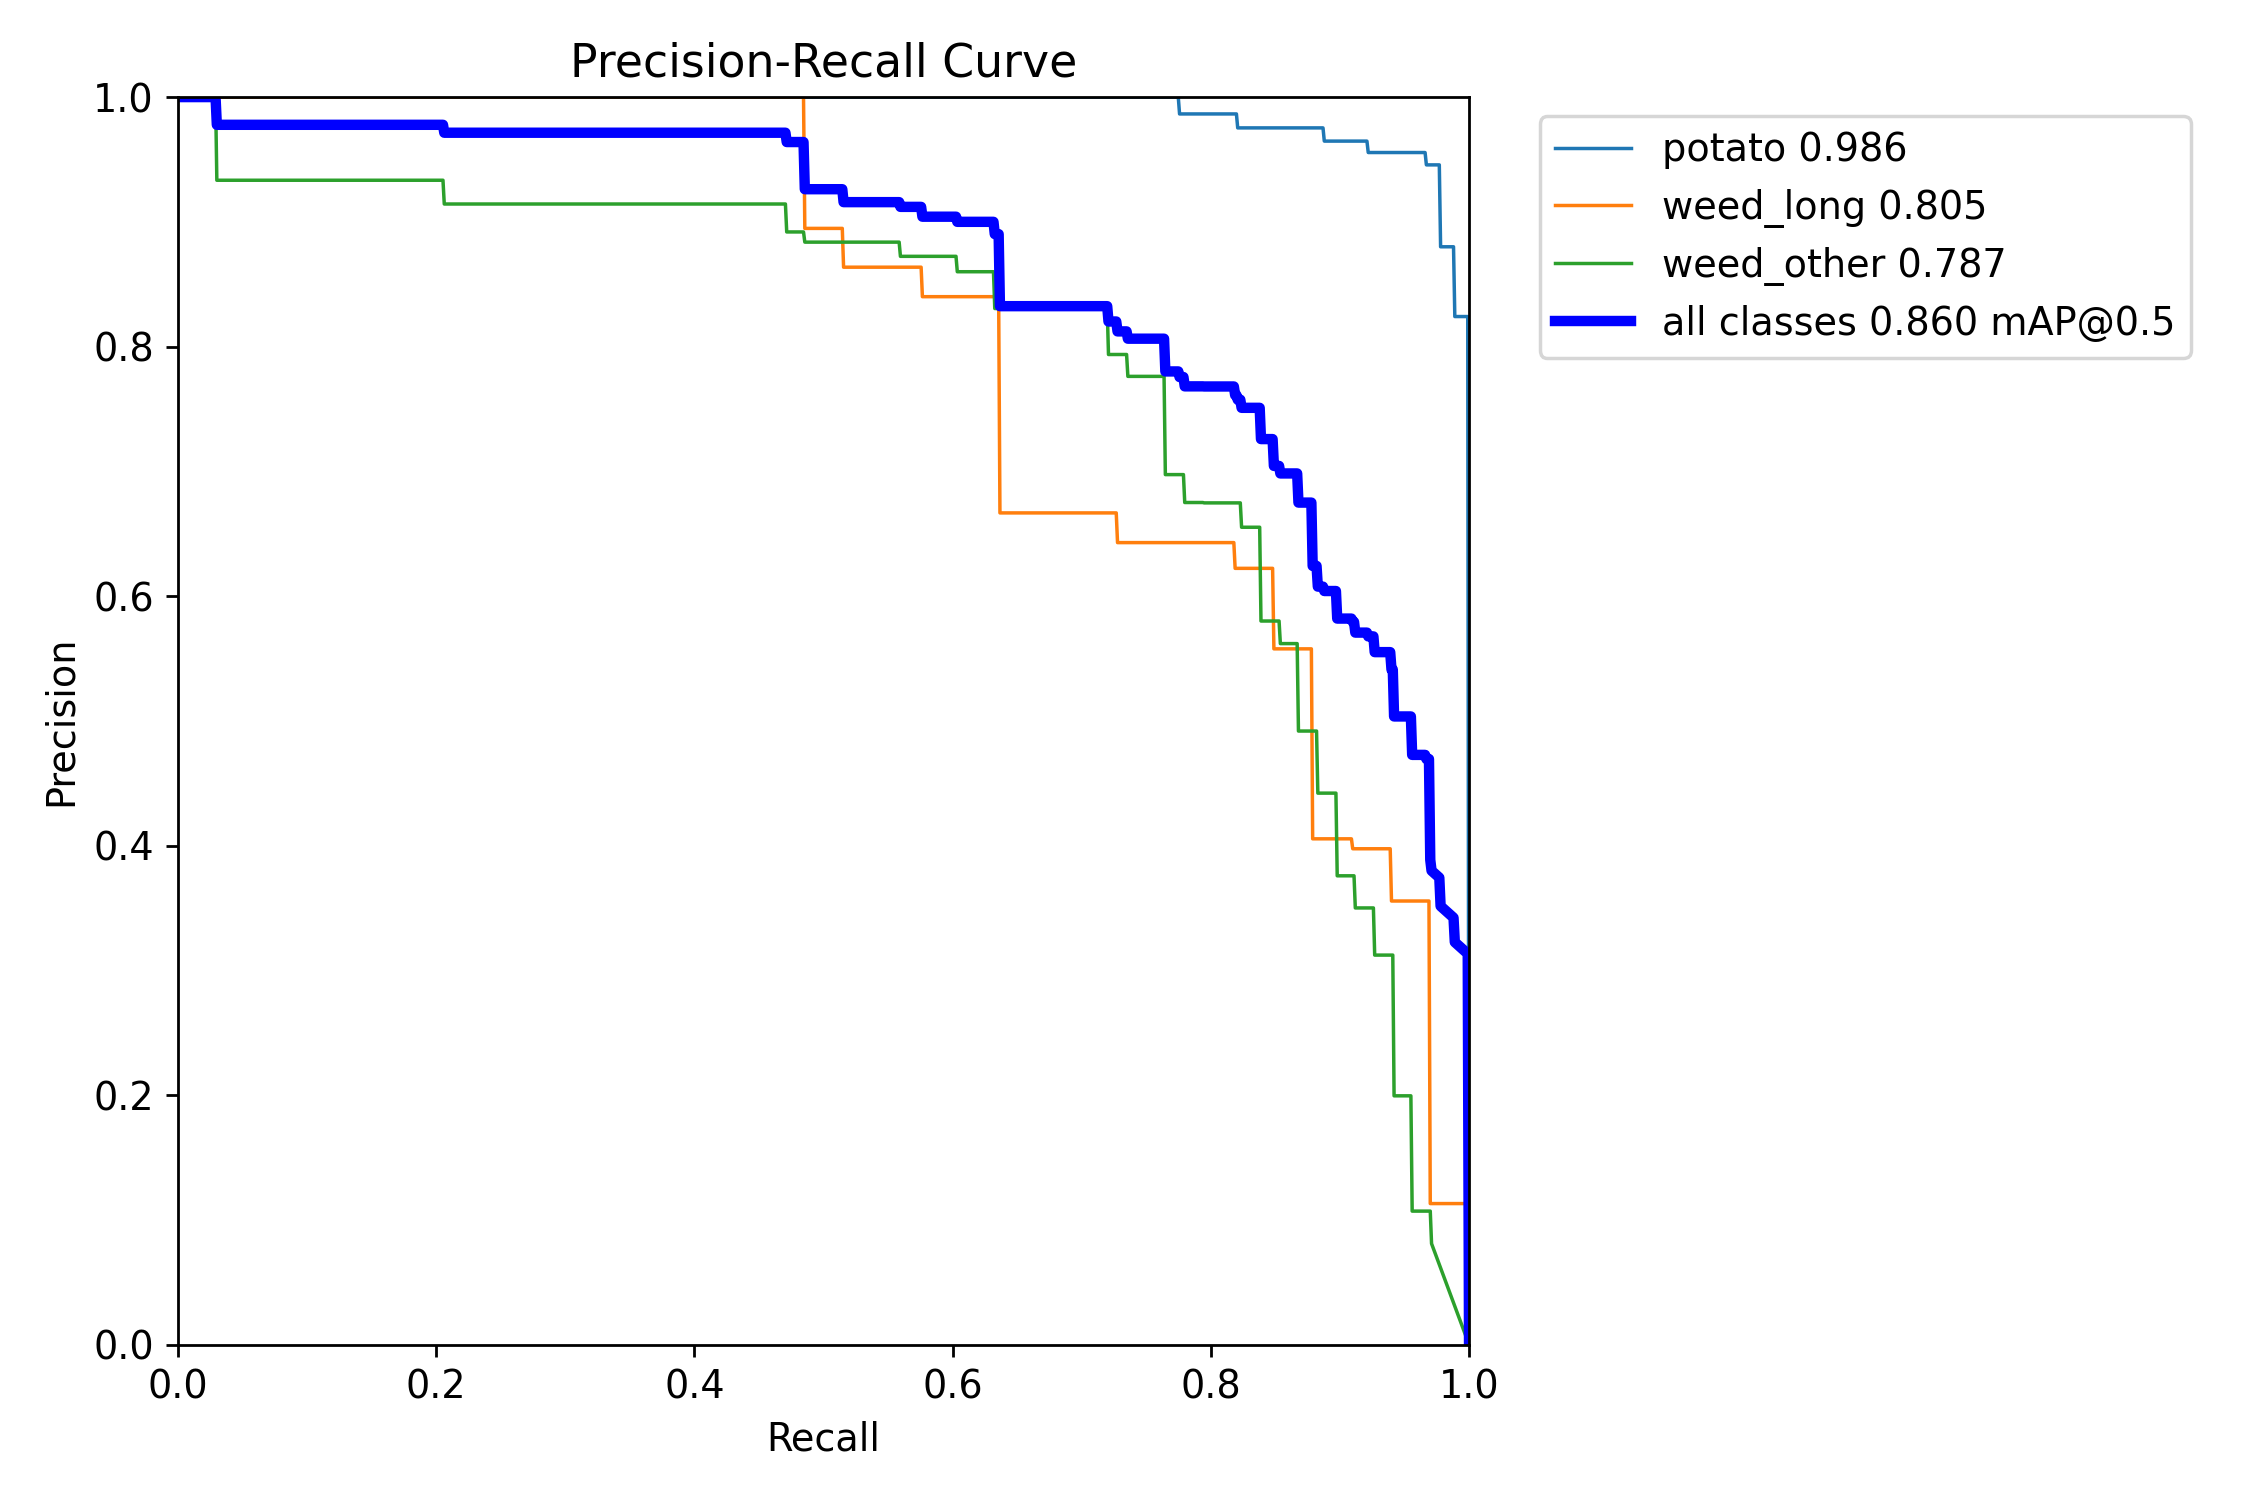 Precision-Recall Curve
1.0
0.8
0.6
0.4
0.2
0.0
Precision
0.0 0.2 0.4 0.6 0.8 1.0
Recall
potato 0.986
weed_long 0.805
weed_other 0.787
all classes 0.860 mAP@0.5